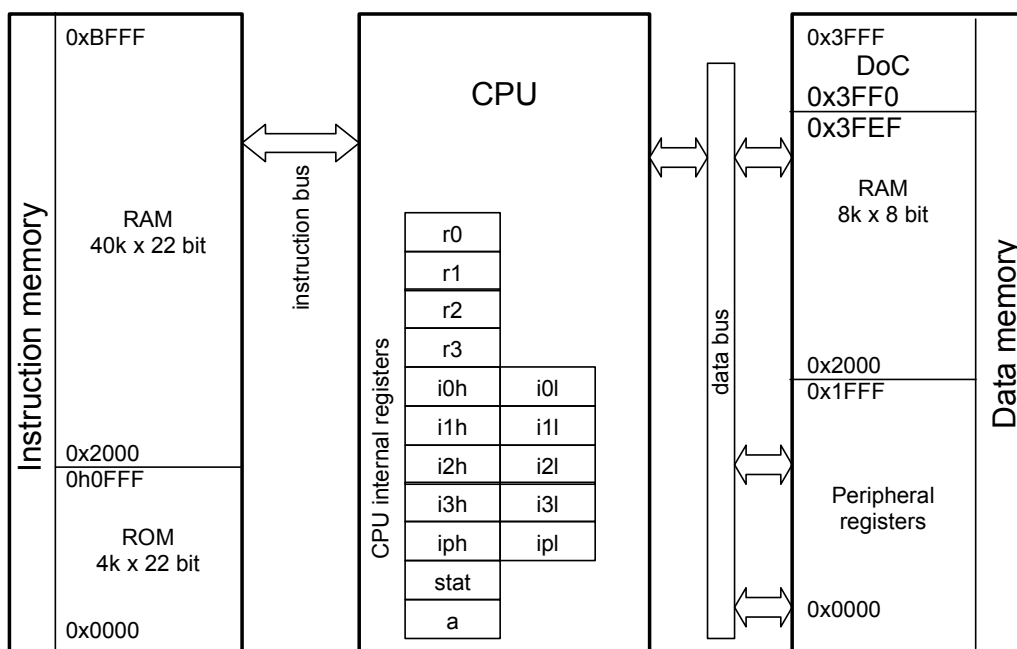 Instruction memory
0xBFFF
RAM
40k x 22 bit
0x2000
0h0FFF
ROM
4k x 22 bit
0x0000
instruction bus
CPU
CPU internal registers
r0
r1
r2
r3
i0h i0l
i1h i1l
i2h i2l
i3h i3l
iph ipl
stat
a
data bus
0x3FFF
DoC
0x3FF0
0x3FEF
RAM
8k x 8 bit
0x2000
0x1FFF
Peripheral
registers
0x0000
Data memory